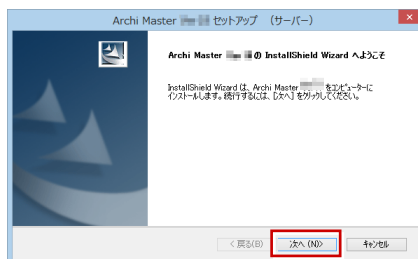 Archi Master セットアップ （サーバー）
Archi Master の InstallShield Wizard へようこそ
InstallShield Wizard は、Archi Master をコンピューターに
インストールします。続行するには、[次へ] をクリックしてください。
< 戻る(B)
次へ (N)>
キャンセル